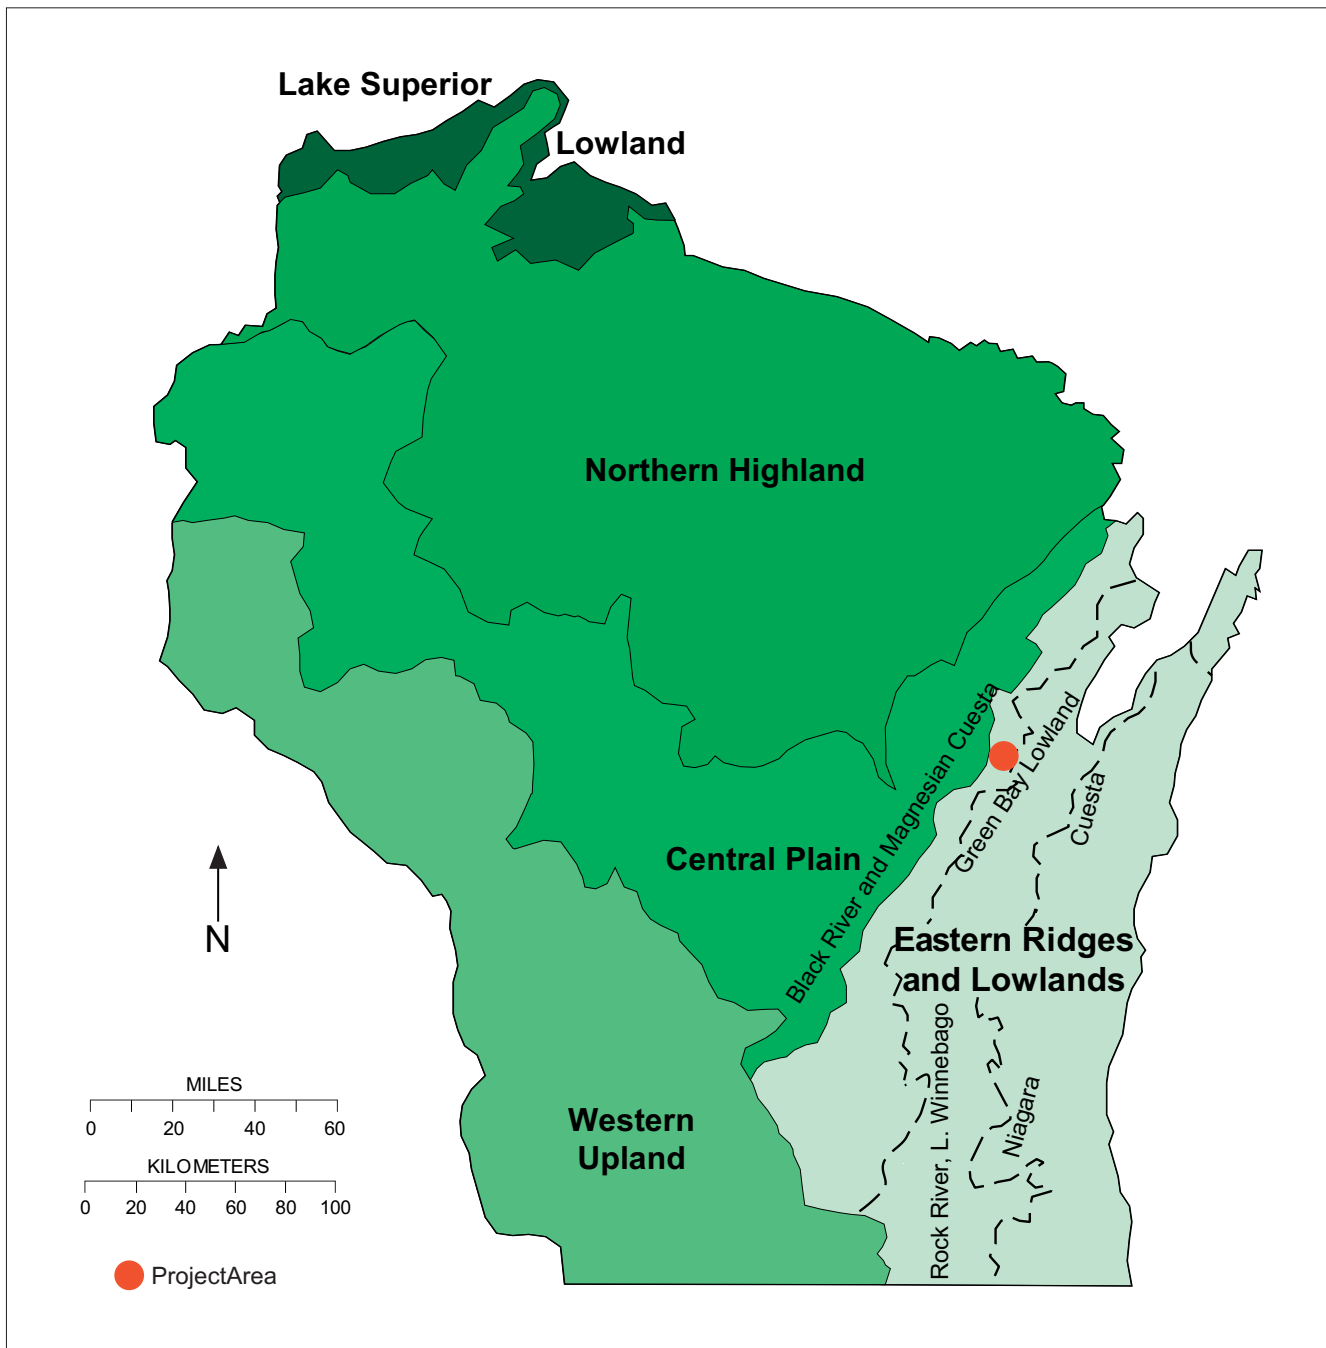 Lake Superior
Lowland
Northern Highland
Black River and Magnesian Cuesta
Green Bay Lowland
Cuesta
Central Plain
Eastern Ridges
and Lowlands
N
Rock River, L. Winnebago
Niagara
Western
Upland
MILES
0 20 40 60
KILOMETERS
0 20 40 60 80 100
ProjectArea